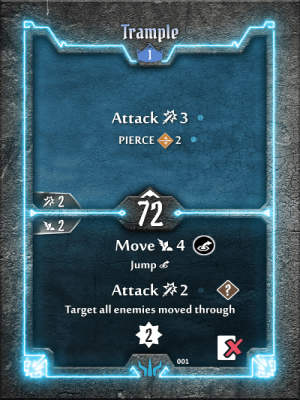 Trample
1
Attack 3
PIERCE 2
2
72
2
Move 4
Jump
Attack 2 ?
Target all enemies moved through
2
001